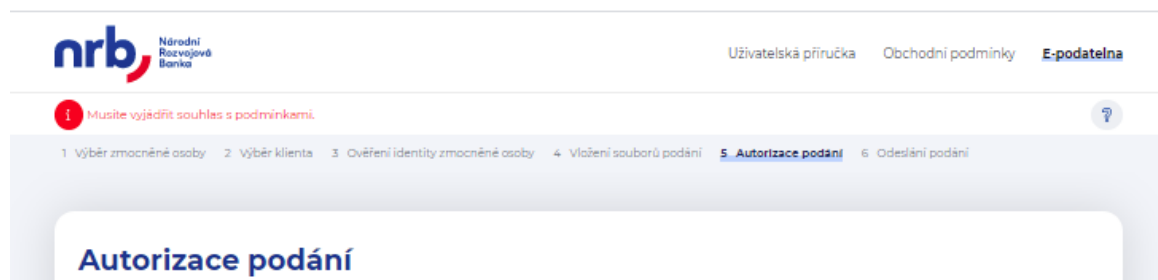 nrb
Národní
Rozvojová
Banka
Uživatelská příručka Obchodní podmínky E-podatelna
i Musíte vyjádřit souhlas s podmínkami. ?
1 Výběr zmocněné osoby 2 Výběr klienta 3 Ověření identity zmocněné osoby 4 Vložení souborů podání 5 Autorizace podání 6 Odeslání podání
Autorizace podání